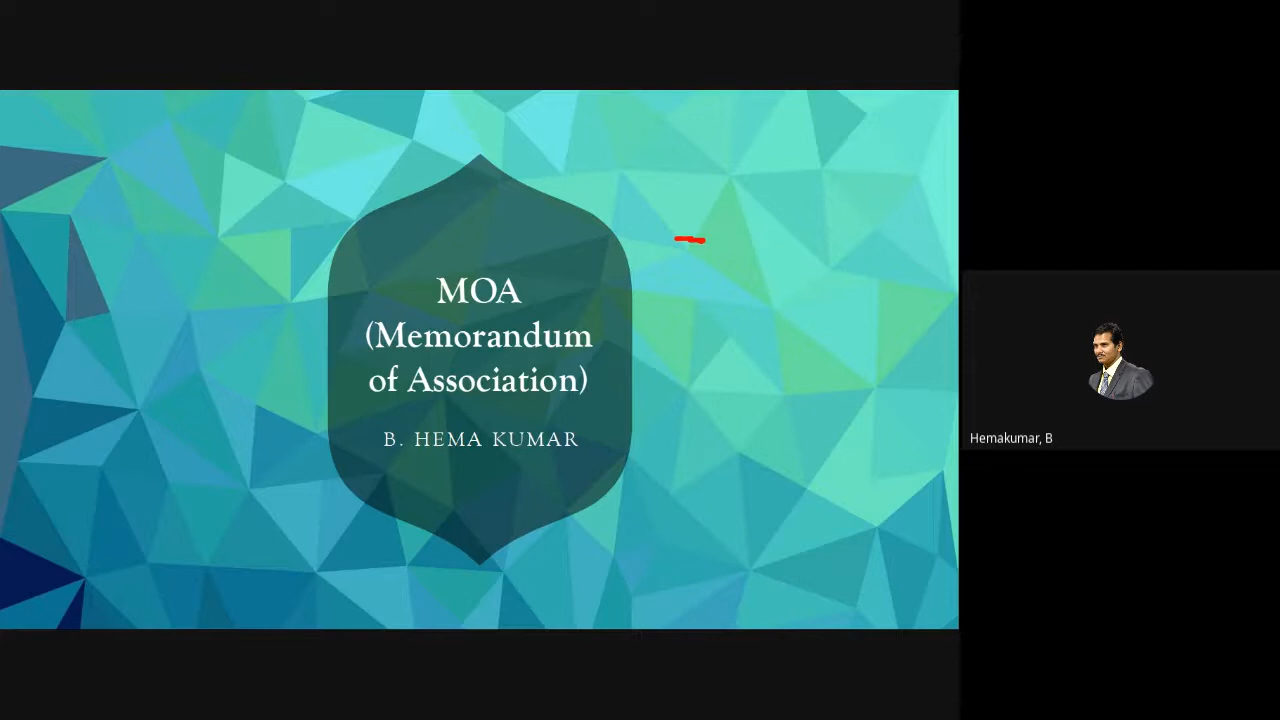 MOA
(Memorandum
of Association)
B. HEMA KUMAR
Hemakumar, B